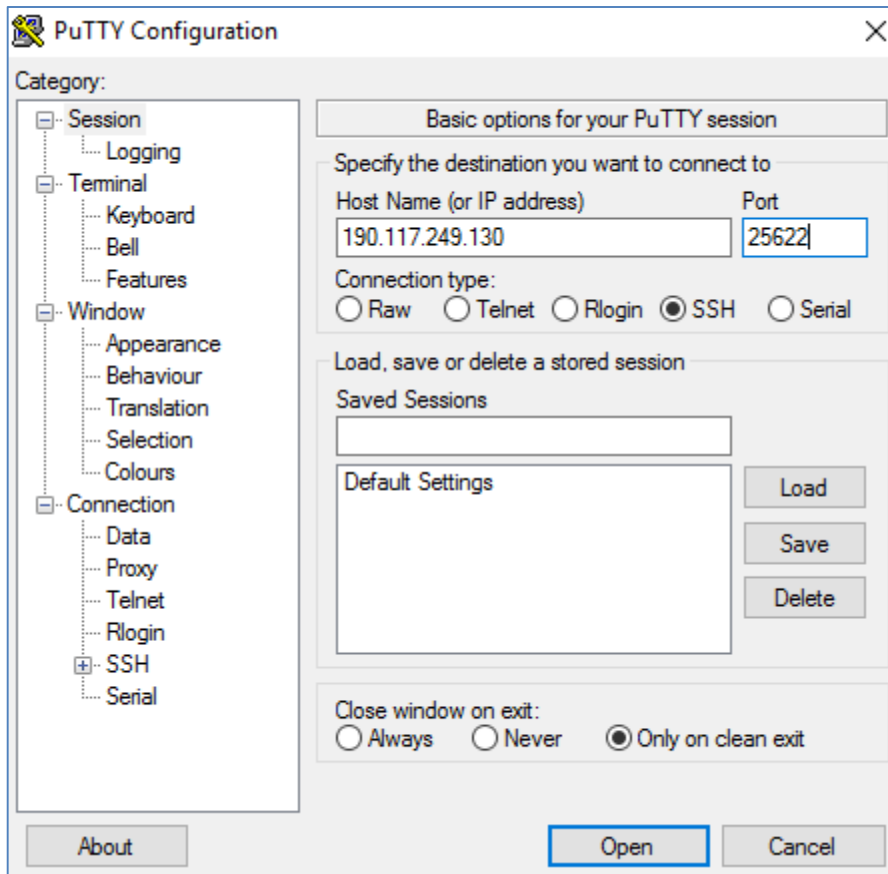 PuTTY Configuration
Category:
Session
Logging
Terminal
Keyboard
Bell
Features
Window
Appearance
Behaviour
Translation
Selection
Colours
Connection
Data
Proxy
Telnet
Rlogin
SSH
Serial
Basic options for your PuTTY session
Specify the destination you want to connect to
Host Name (or IP address) Port
190.117.249.130 25622
Connection type:
Raw Telnet Rlogin SSH Serial
Load, save or delete a stored session
Saved Sessions
Default Settings
Load
Save
Delete
Close window on exit:
Always Never Only on clean exit
About Open Cancel